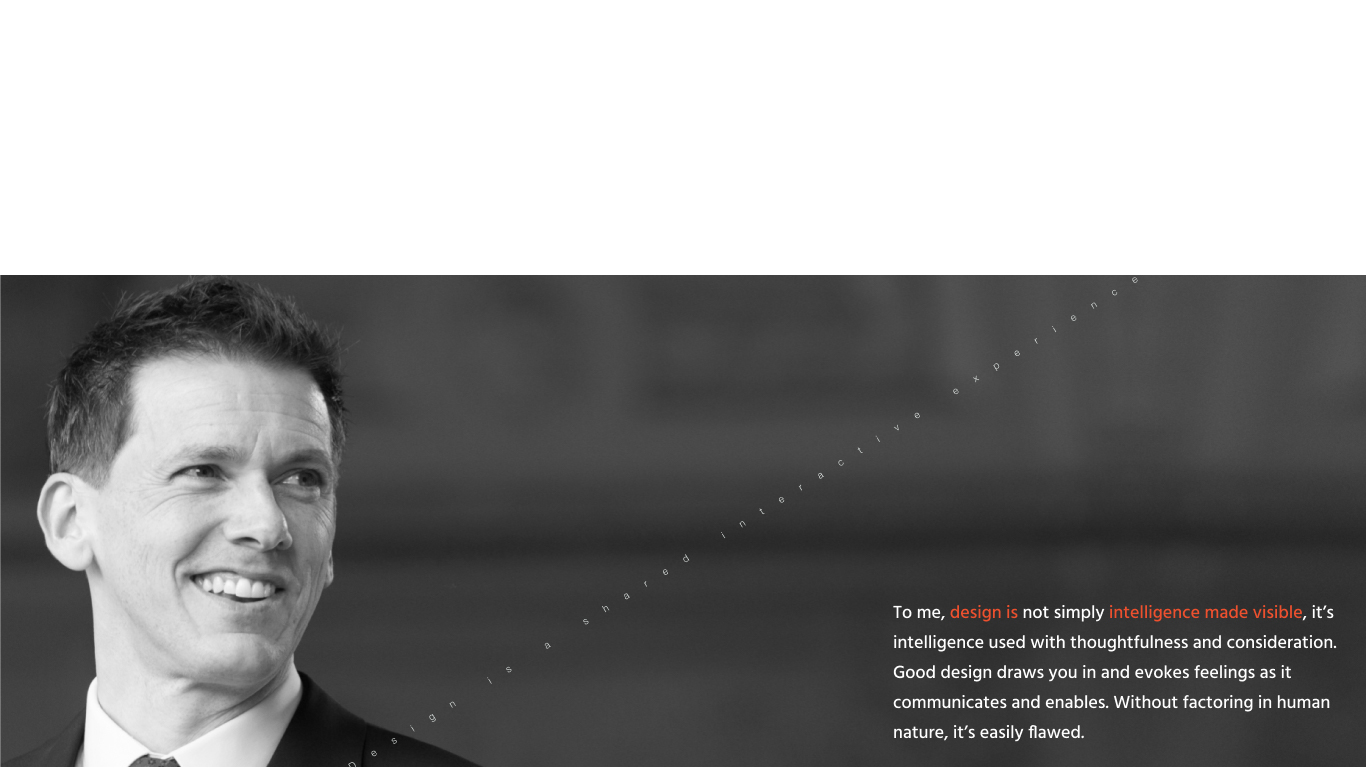 Design is a shared interactive experience
To me, design is not simply intelligence made visible, it’s
intelligence used with thoughtfulness and consideration.
Good design draws you in and evokes feelings as it
communicates and enables. Without factoring in human
nature, it’s easily flawed.